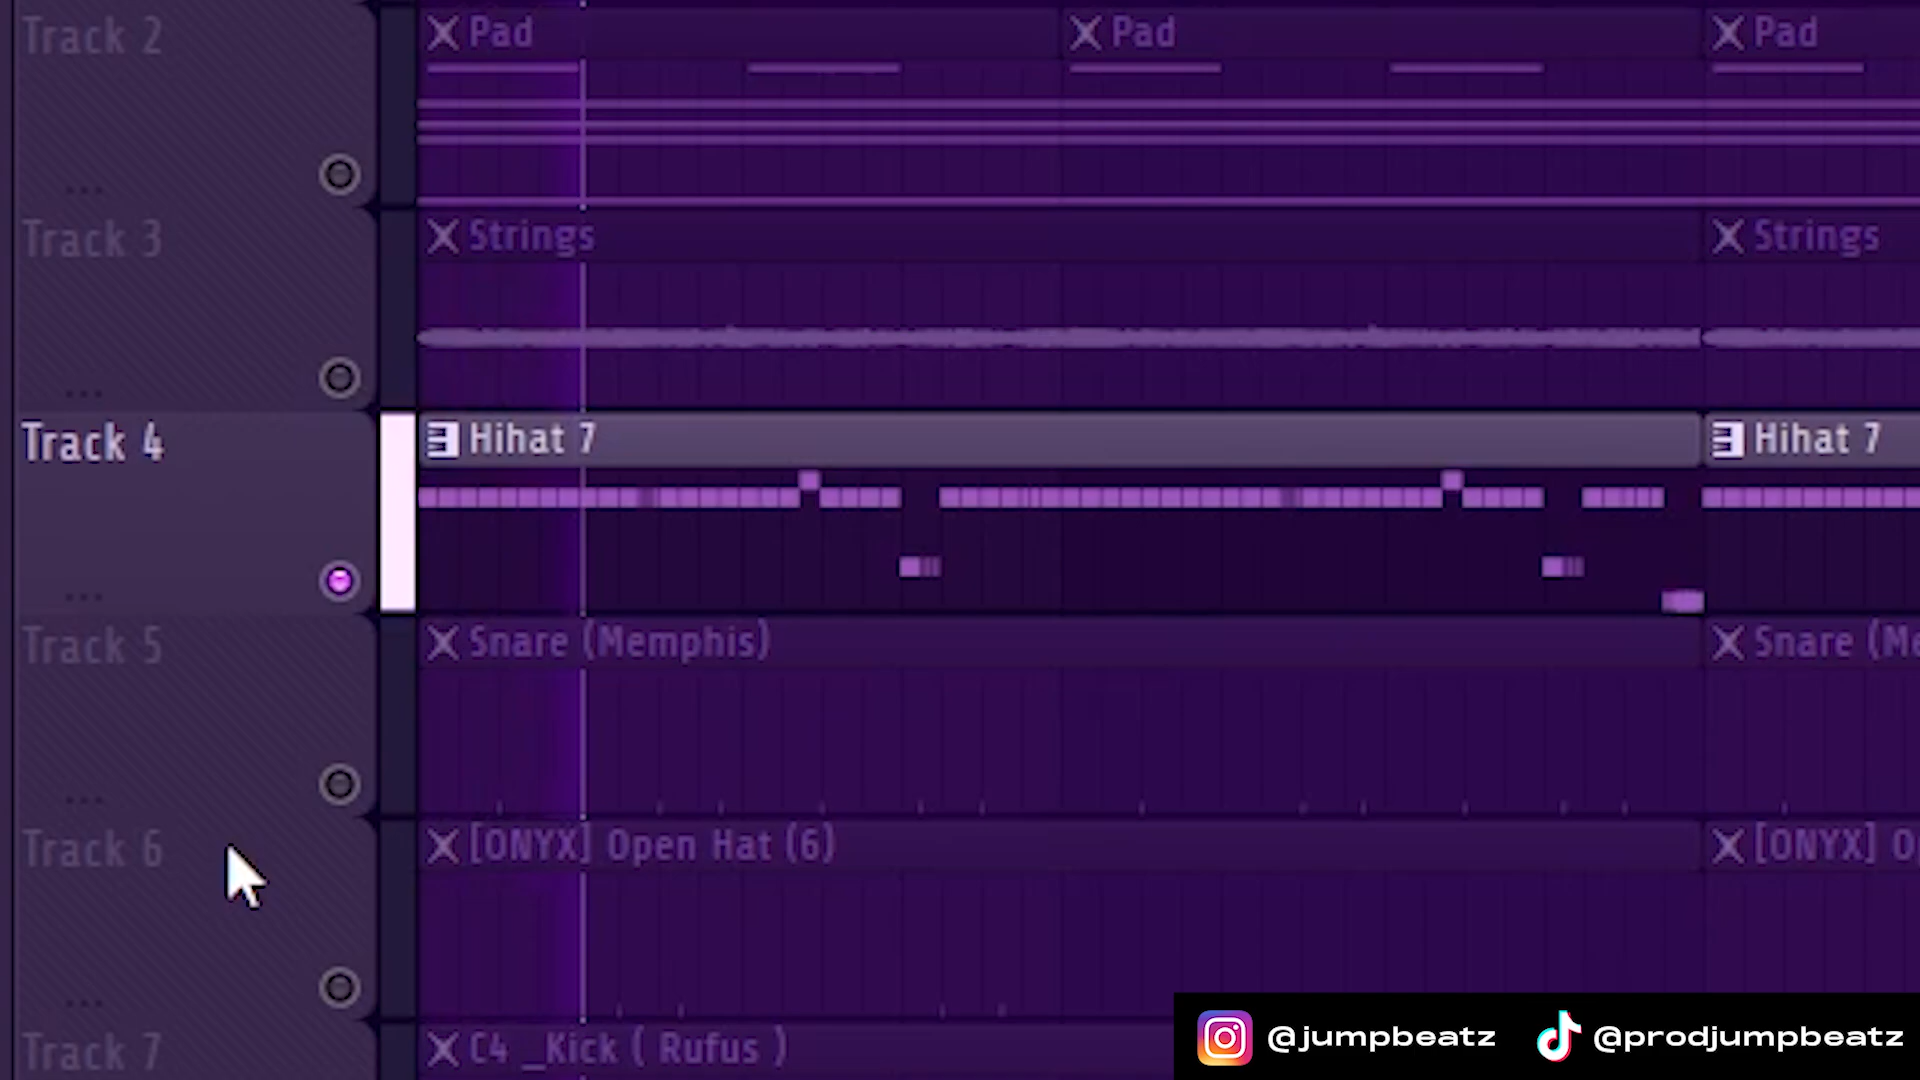 Track 2
Pad
Pad
Pad
Track 3
Strings
Strings
Track 4
Hihat 7
Hihat 7
Track 5
Snare (Memphis)
Snare (Me
Track 6
[ONYX] Open Hat (6)
[ONYX] O
Track 7
C4 _Kick ( Rufus )
@jumpbeatz
@prodjumpbeatz